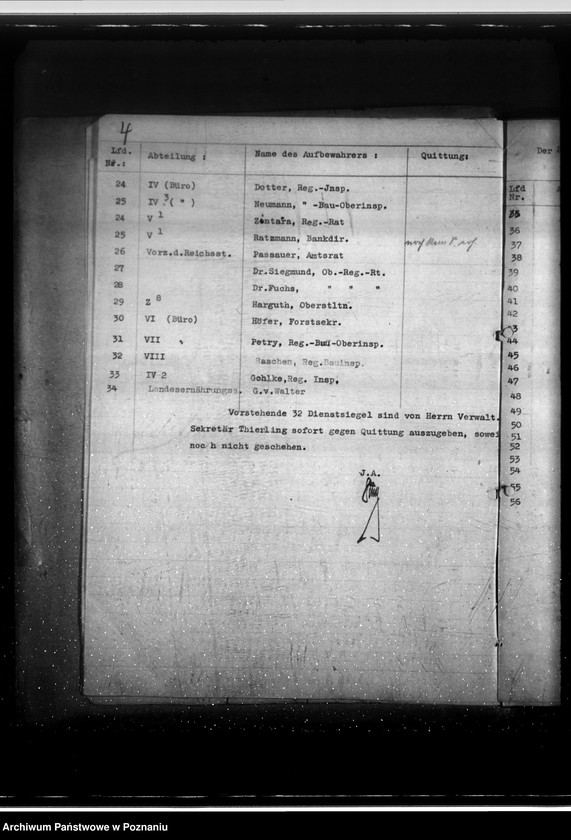 4
Lfd. Nr.: Abteilung : Name des Aufbewahrers : Quittung:
24 IV (Büro) Dotter, Reg.-Jnsp.
25 IV 3( " ) Neumann, " -Bau-Oberinsp.
24 V 1 Zintara, Reg.-Rat
25 V 1 Ratzmann, Bankdir.
26 Vorz.d.Reichsst. Passauer, Amtsrat
27 Dr.Siegmund, Ob.-Reg.-Rt.
28 Dr.Fuchs, " " "
29 Z 8 Harguth, Oberstltn.
30 VI (Büro) Höfer, Forstsekr.
31 VII " Petry, Reg.-Bau-Oberinsp.
32 VIII Raschen, Reg.Bauinsp.
33 IV 2 Gohlke,Reg. Insp.
34 Landesernährungsa. G.v.Walter
Vorstehende 32 Dienstsiegel sind von Herrn Verwalt.
Sekretär Thierling sofort gegen Quittung auszugeben, sowei
noch nicht geschehen.
J.A.
Der
Lfd
Nr.
35
36
37
38
39
40
41
42
43
44
45
46
47
48
49
50
51
52
53
54
55
56
Archiwum Państwowe w Poznaniu